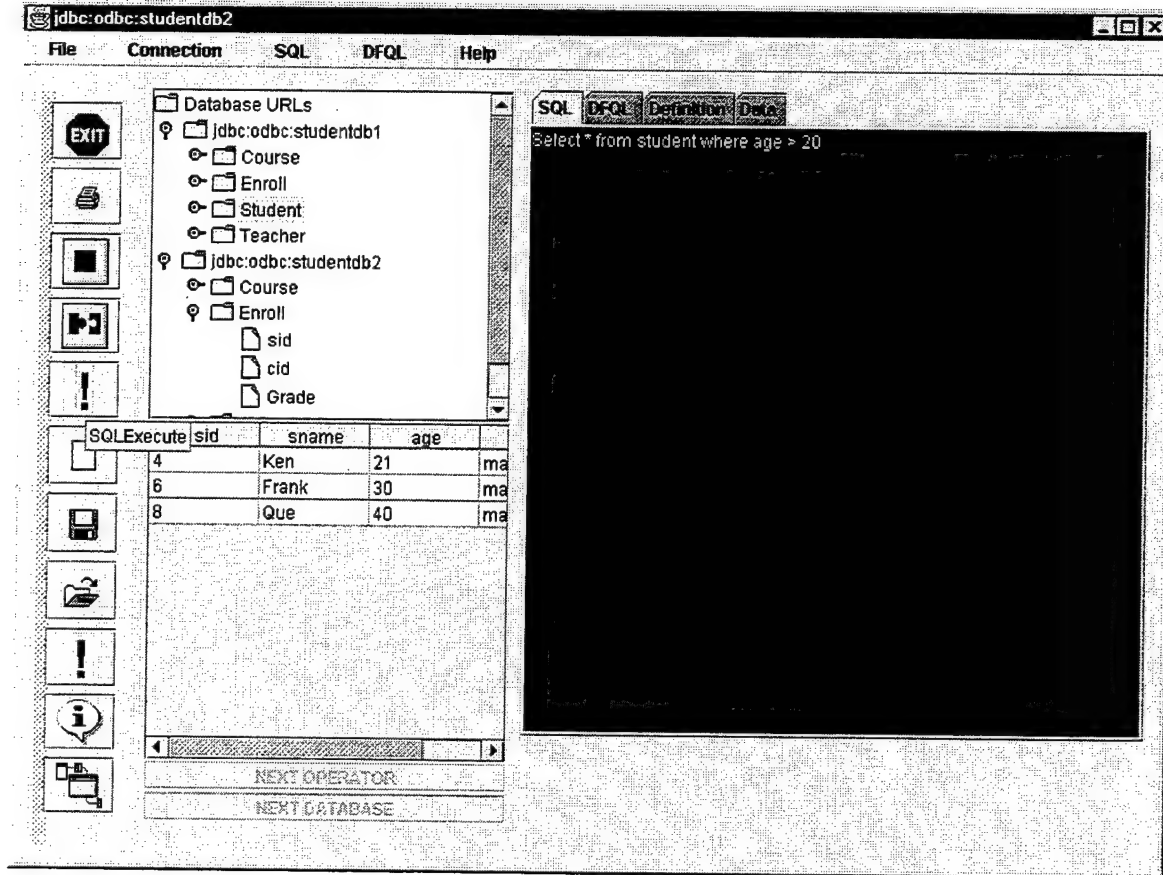 jdbc:odbc:studentdb2
File Connection SQL DFQL Help
EXIT
Database URLs
jdbc:odbc:studentdb1
Course
Enroll
Student
Teacher
jdbc:odbc:studentdb2
Course
Enroll
sid
cid
Grade
SQLExecute sid sname age
4 Ken 21 ma
6 Frank 30 ma
8 Que 40 ma
NEXT OPERATOR
NEXT DATABASE
SQL DFQL Definition Data
Select * from student where age > 20